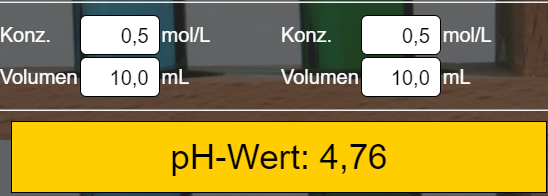 Konz. 0,5 mol/L Konz. 0,5 mol/L
Volumen 10,0 mL Volumen 10,0 mL
pH-Wert: 4,76